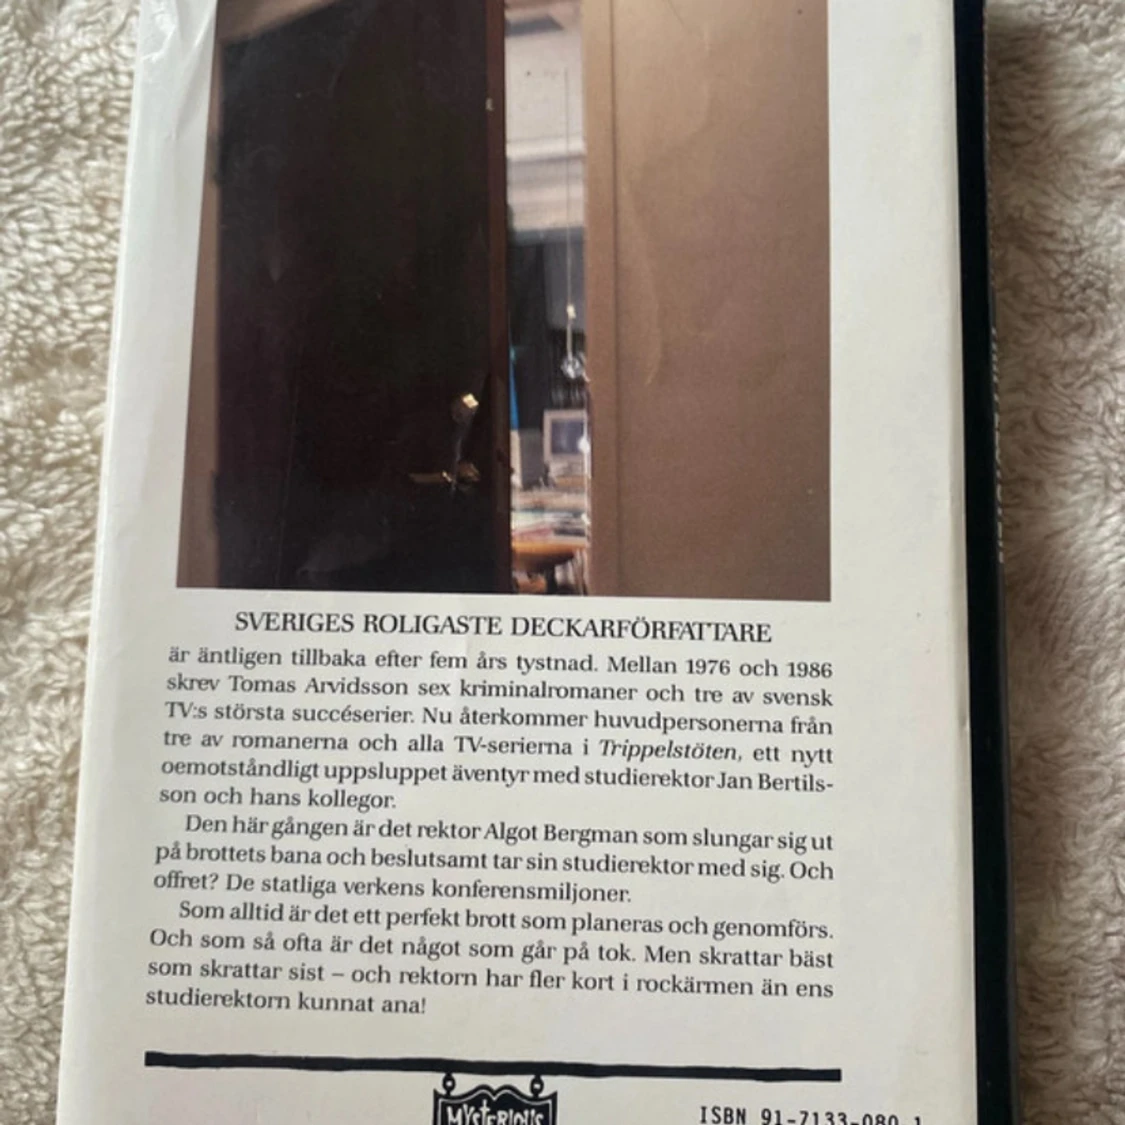 SVERIGES ROLIGASTE DECKARFÖRFATTARE
är äntligen tillbaka efter fem års tystnad. Mellan 1976 och 1986
skrev Tomas Arvidsson sex kriminalromaner och tre av svensk
TV:s största succéserier. Nu återkommer huvudpersonerna från
tre av romanerna och alla TV-serierna i Trippelstöten, ett nytt
oemotståndligt uppsluppet äventyr med studierektor Jan Bertils-
son och hans kollegor.
Den här gången är det rektor Algot Bergman som slungar sig ut
på brottets bana och beslutsamt tar sin studierektor med sig. Och
offret? De statliga verkens konferensmiljoner.
Som alltid är det ett perfekt brott som planeras och genomförs.
Och som så ofta är det något som går på tok. Men skrattar bäst
som skrattar sist – och rektorn har fler kort i rockärmen än ens
studierektorn kunnat ana!
MYSTERIOUS
ISBN 91-7133-080 1